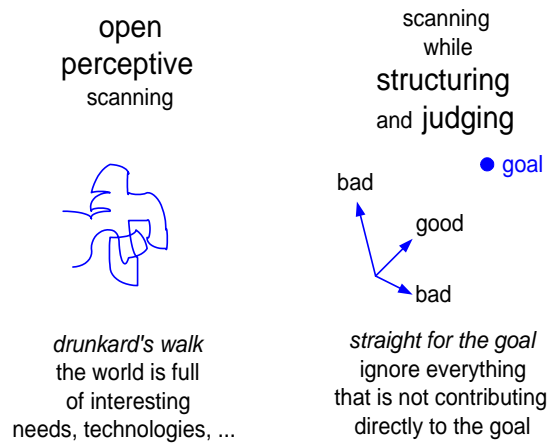 open
perceptive
scanning
drunkard's walk
the world is full
of interesting
needs, technologies, ...
scanning
while
structuring
and judging
goal
bad
good
bad
straight for the goal
ignore everything
that is not contributing
directly to the goal